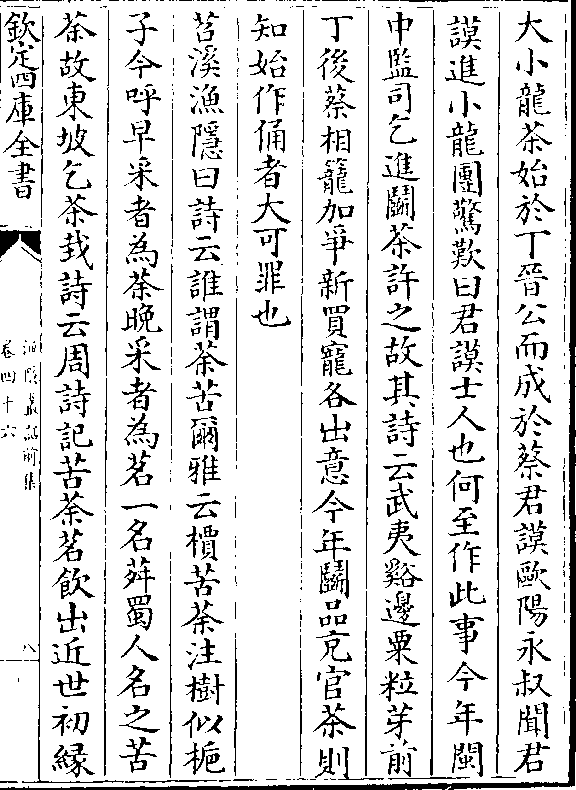 大小龍茶始於丁晉公而成於蔡君謨歐陽永叔聞君
謨進小龍團驚歎曰君謨士人也何至作此事今年閩
中監司乞進鬭茶許之故其詩云武夷谿邊粟粒芽前
丁後蔡相籠加爭新買寵各出意今年鬭品充官茶則
知始作俑者大可罪也
苕溪漁隱曰詩云誰謂荼苦爾雅云檟苦荼注樹似梔
子今呼早采者為茶晩采者為茗一名荈蜀人名之苦
荼故東坡乞茶㘽詩云周詩記苦荼茗飲出近世初縁
欽定四庫全書
漁隱叢話前集
卷四十六
八